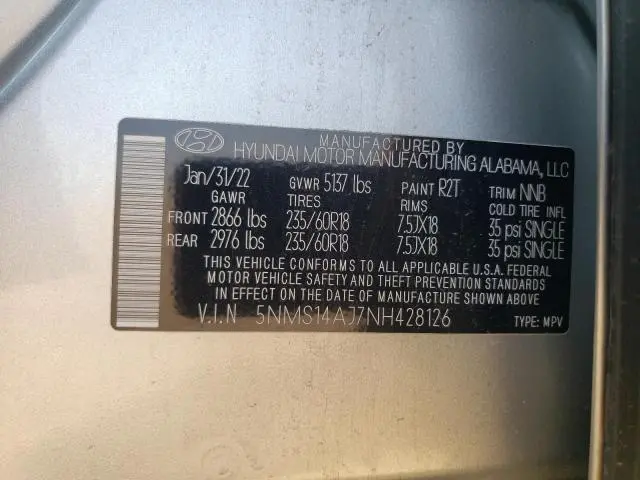 MANUFACTURED BY
HYUNDAI MOTOR MANUFACTURING ALABAMA, LLC
Jan/31/22 GVWR 5137 lbs PAINT R2T TRIM NNB
GAWR TIRES RIMS COLD TIRE INFL
FRONT 2866 lbs 235/60R18 7.5JX18 35 psi SINGLE
REAR 2976 lbs 235/60R18 7.5JX18 35 psi SINGLE
THIS VEHICLE CONFORMS TO ALL APPLICABLE U.S.A. FEDERAL
MOTOR VEHICLE SAFETY AND THEFT PREVENTION STANDARDS
IN EFFECT ON THE DATE OF MANUFACTURE SHOWN ABOVE
V.I.N 5NMS14AJ7NH428126 TYPE: MPV